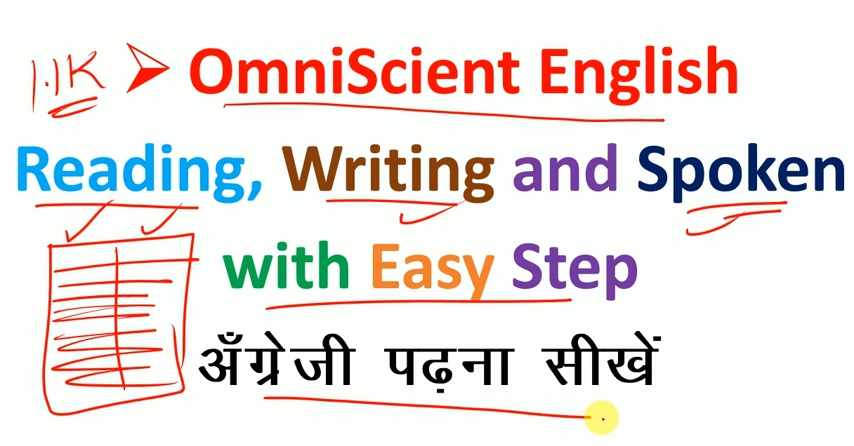 1.1K ➢ OmniScient English
Reading, Writing and Spoken
with Easy Step
अँग्रेजी पढ़ना सीखें